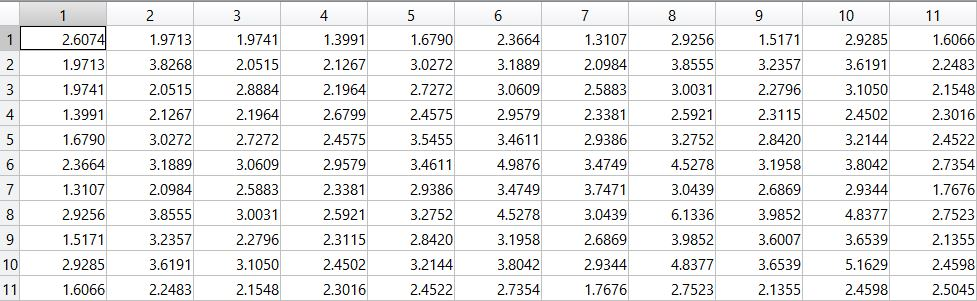 1 2 3 4 5 6 7 8 9 10 11
1 2.6074 1.9713 1.9741 1.3991 1.6790 2.3664 1.3107 2.9256 1.5171 2.9285 1.6066
2 1.9713 3.8268 2.0515 2.1267 3.0272 3.1889 2.0984 3.8555 3.2357 3.6191 2.2483
3 1.9741 2.0515 2.8884 2.1964 2.7272 3.0609 2.5883 3.0031 2.2796 3.1050 2.1548
4 1.3991 2.1267 2.1964 2.6799 2.4575 2.9579 2.3381 2.5921 2.3115 2.4502 2.3016
5 1.6790 3.0272 2.7272 2.4575 3.5455 3.4611 2.9386 3.2752 2.8420 3.2144 2.4522
6 2.3664 3.1889 3.0609 2.9579 3.4611 4.9876 3.4749 4.5278 3.1958 3.8042 2.7354
7 1.3107 2.0984 2.5883 2.3381 2.9386 3.4749 3.7471 3.0439 2.6869 2.9344 1.7676
8 2.9256 3.8555 3.0031 2.5921 3.2752 4.5278 3.0439 6.1336 3.9852 4.8377 2.7523
9 1.5171 3.2357 2.2796 2.3115 2.8420 3.1958 2.6869 3.9852 3.6007 3.6539 2.1355
10 2.9285 3.6191 3.1050 2.4502 3.2144 3.8042 2.9344 4.8377 3.6539 5.1629 2.4598
11 1.6066 2.2483 2.1548 2.3016 2.4522 2.7354 1.7676 2.7523 2.1355 2.4598 2.5045